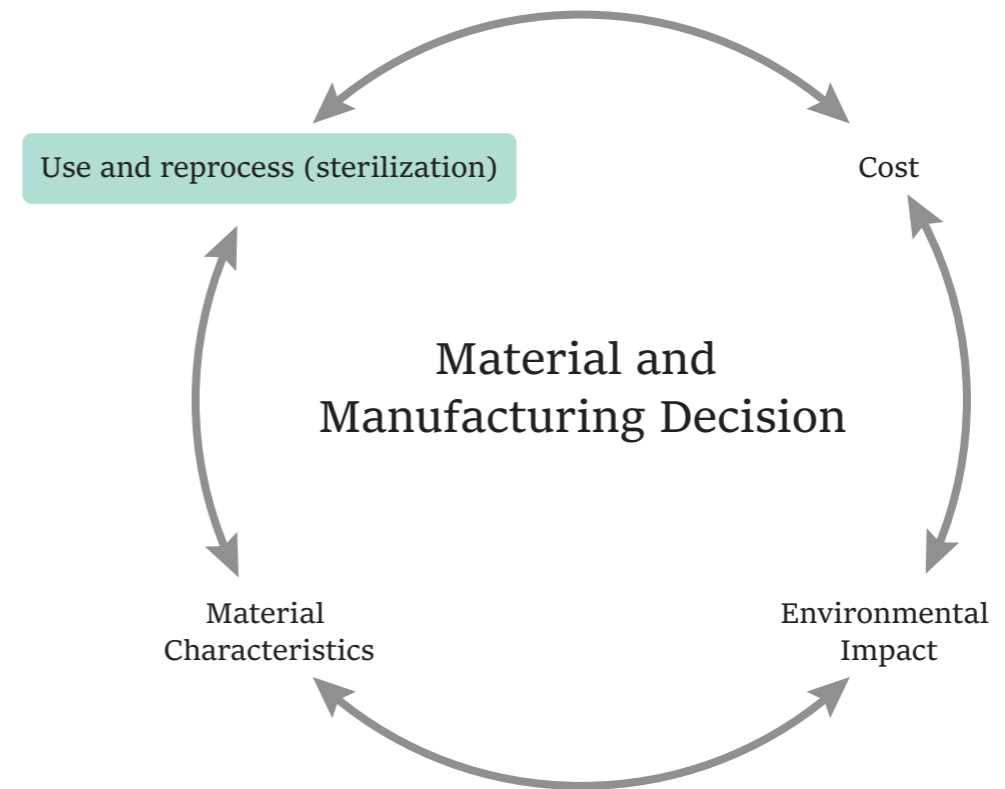 Use and reprocess (sterilization)
Cost
Material and
Manufacturing Decision
Material
Characteristics
Environmental
Impact